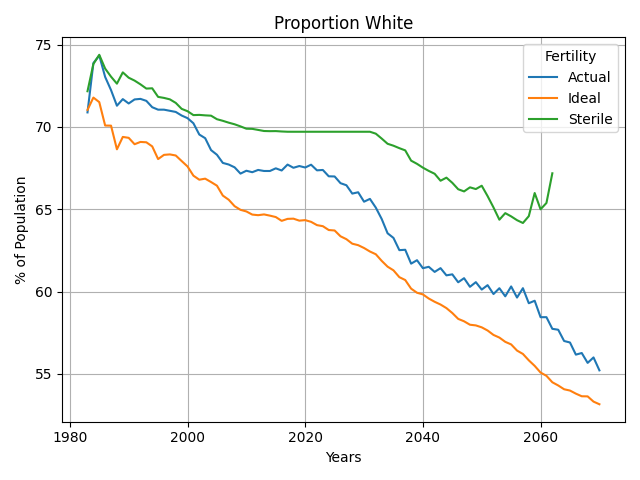 Proportion White
75
70
65
60
55
% of Population
1980
2000
2020
2040
2060
Years
Fertility
Actual
Ideal
Sterile